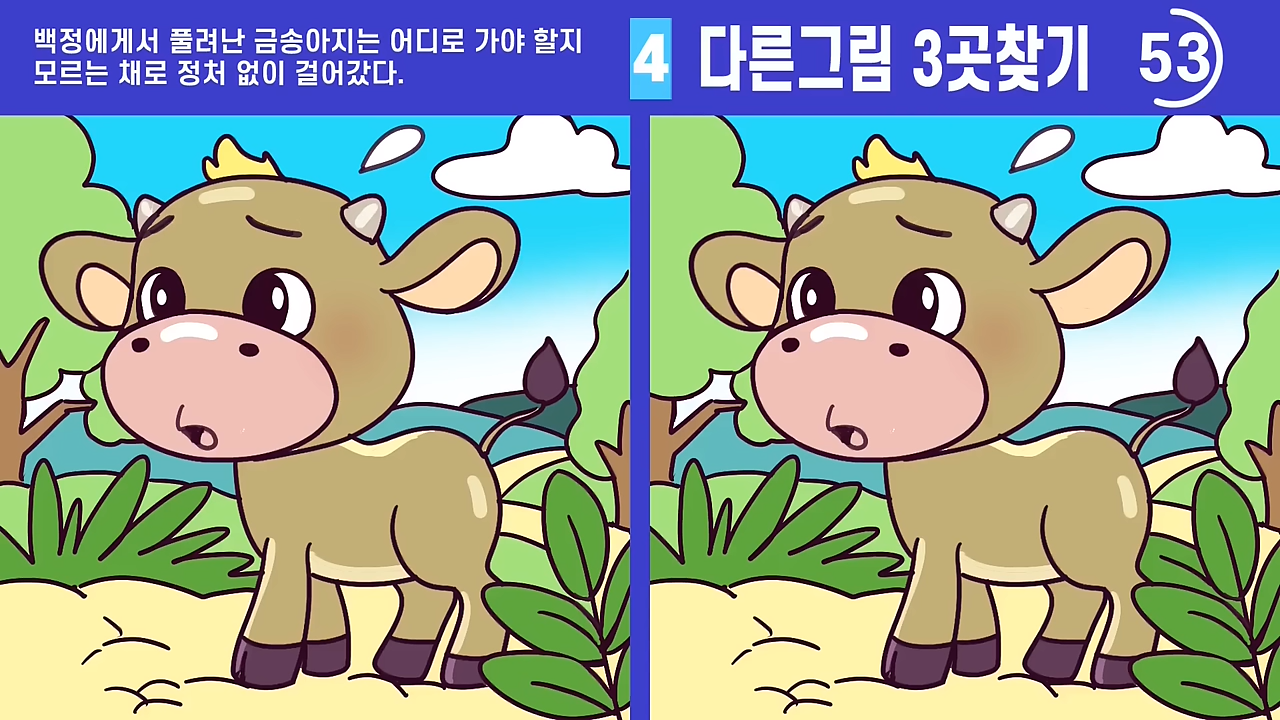 백정에게서 풀려난 금송아지는 어디로 가야 할지
모르는 채로 정처 없이 걸어갔다.
4 다른그림 3곳찾기 53